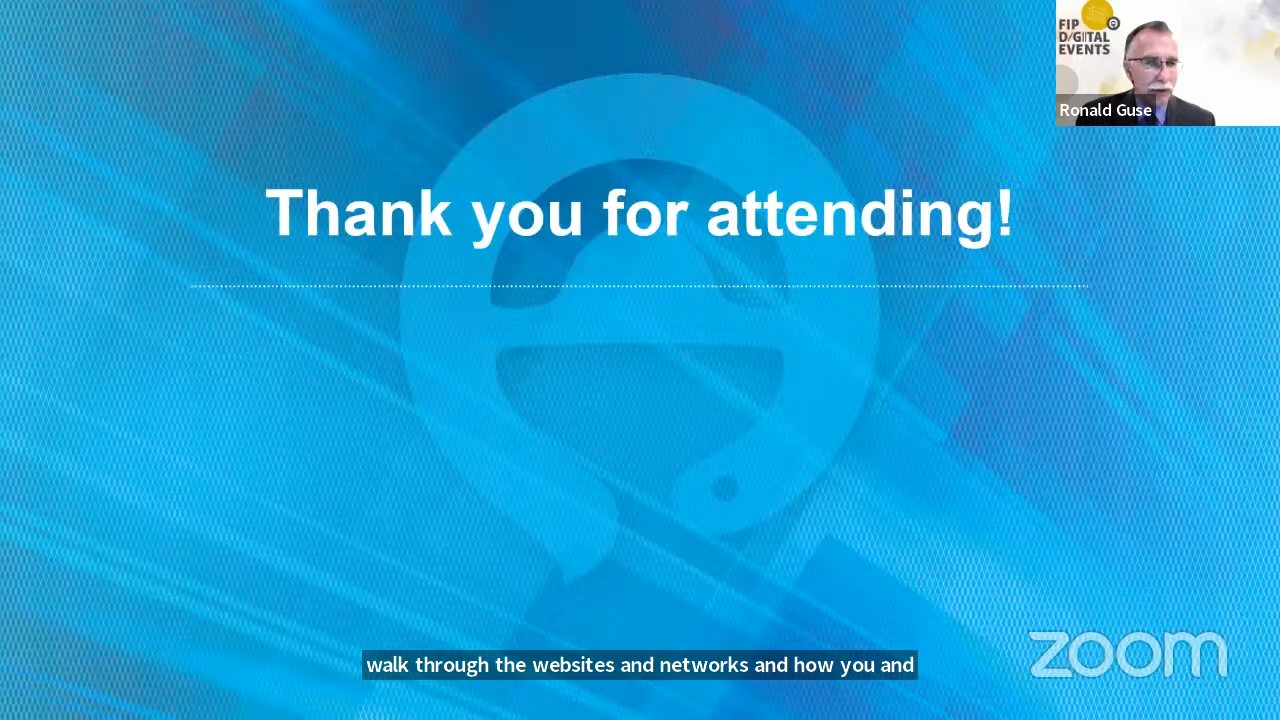 FIP
D/GITAL
EVENTS
Ronald Guse
Thank you for attending!
walk through the websites and networks and how you and
zoom